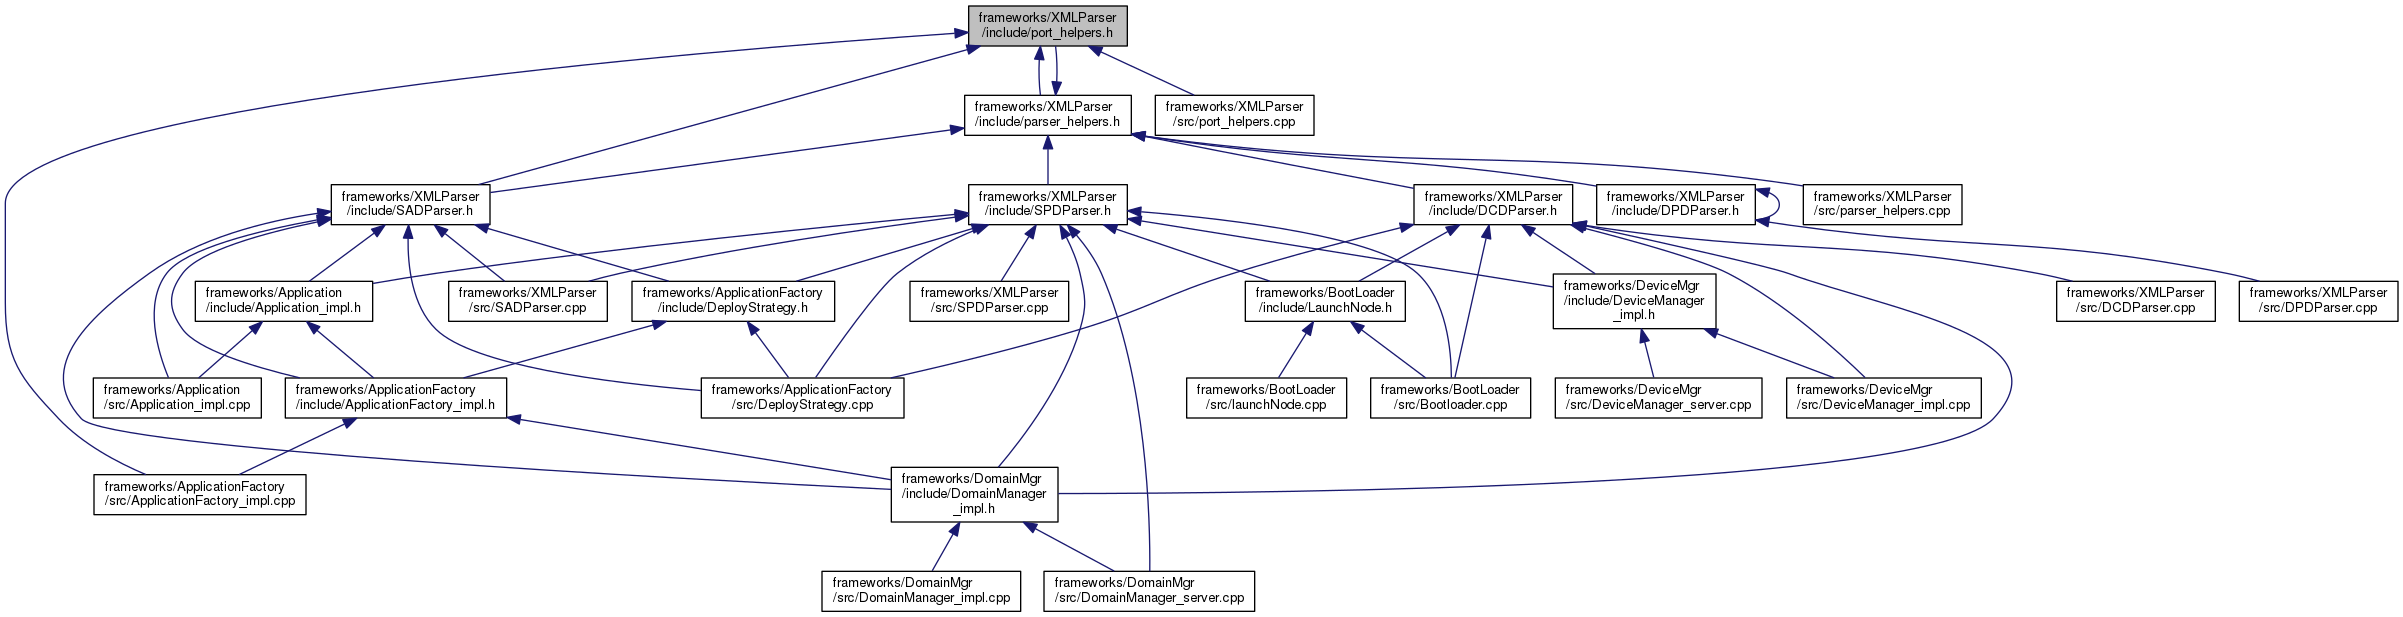 frameworks/XMLParser
/include/port_helpers.h
frameworks/XMLParser
/include/parser_helpers.h
frameworks/XMLParser
/src/port_helpers.cpp
frameworks/XMLParser
/include/SADParser.h
frameworks/XMLParser
/include/SPDParser.h
frameworks/XMLParser
/include/DCDParser.h
frameworks/XMLParser
/include/DPDParser.h
frameworks/XMLParser
/src/parser_helpers.cpp
frameworks/Application
/include/Application_impl.h
frameworks/XMLParser
/src/SADParser.cpp
frameworks/ApplicationFactory
/include/DeployStrategy.h
frameworks/XMLParser
/src/SPDParser.cpp
frameworks/BootLoader
/include/LaunchNode.h
frameworks/DeviceMgr
/include/DeviceManager
_impl.h
frameworks/XMLParser
/src/DCDParser.cpp
frameworks/XMLParser
/src/DPDParser.cpp
frameworks/Application
/src/Application_impl.cpp
frameworks/ApplicationFactory
/include/ApplicationFactory_impl.h
frameworks/ApplicationFactory
/src/DeployStrategy.cpp
frameworks/BootLoader
/src/launchNode.cpp
frameworks/BootLoader
/src/Bootloader.cpp
frameworks/DeviceMgr
/src/DeviceManager_server.cpp
frameworks/DeviceMgr
/src/DeviceManager_impl.cpp
frameworks/ApplicationFactory
/src/ApplicationFactory_impl.cpp
frameworks/DomainMgr
/include/DomainManager
_impl.h
frameworks/DomainMgr
/src/DomainManager_impl.cpp
frameworks/DomainMgr
/src/DomainManager_server.cpp